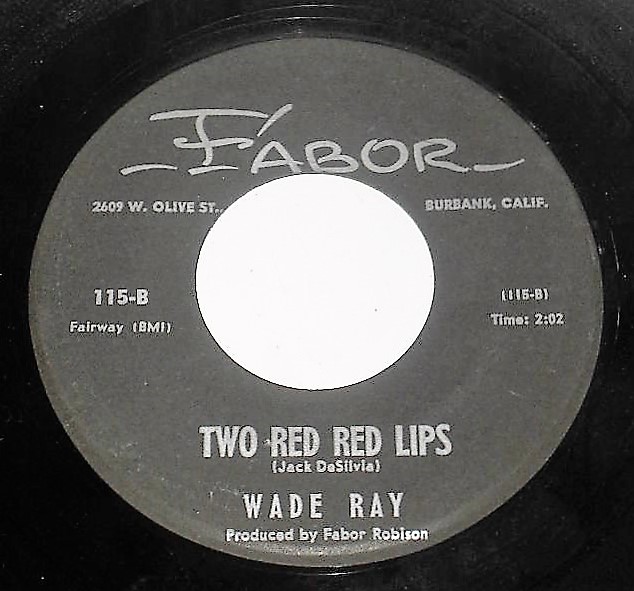 FABOR
2609 W. OLIVE ST., BURBANK, CALIF.
115-B (115-B)
Fairway (BMI) Time: 2:02
TWO RED RED LIPS
(Jack DeSilvia)
WADE RAY
Produced by Fabor Robison